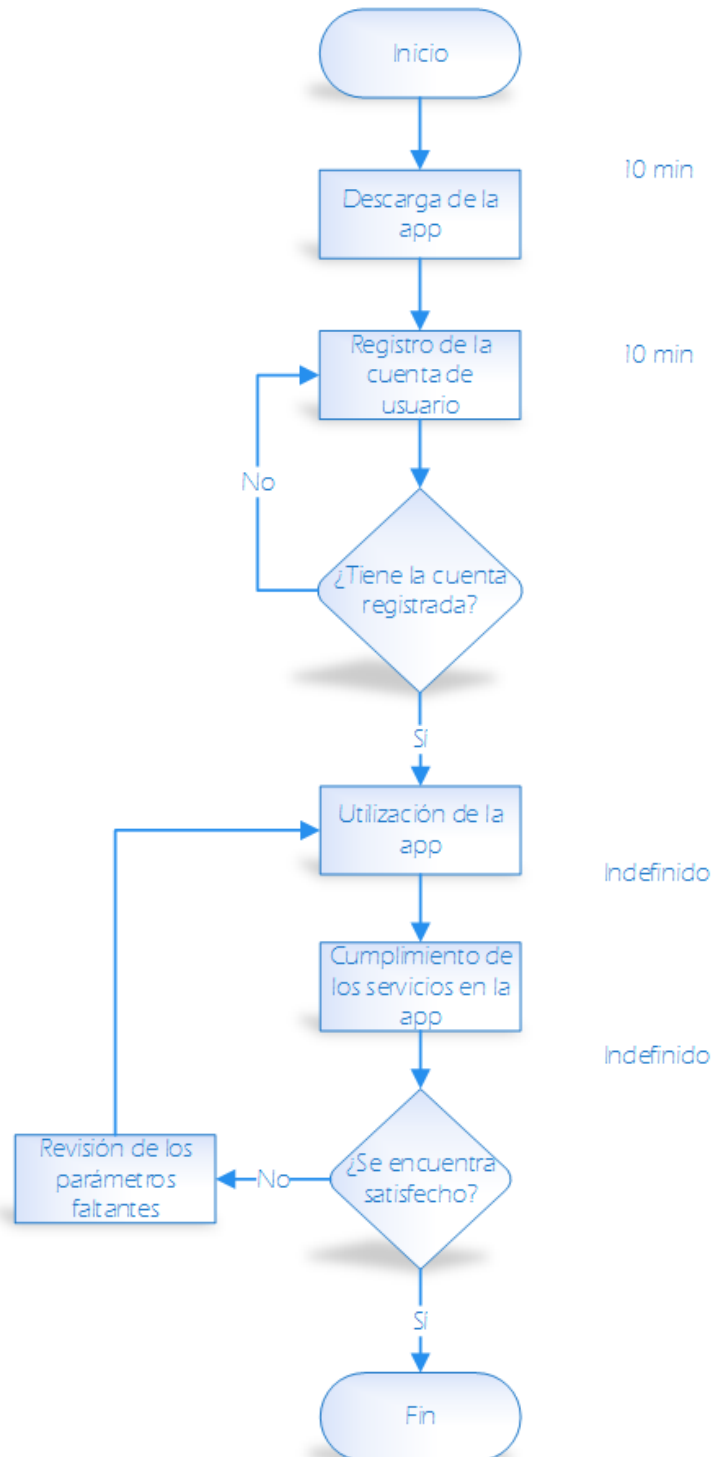 Inicio
10 min
Descarga de la
app
Registro de la
cuenta de
usuario
10 min
No
¿Tiene la cuenta
registrada?
Sí
Utilización de la
app
Indefinido
Cumplimiento de
los servicios en la
app
Indefinido
Revisión de los
parámetros
faltantes
No
¿Se encuentra
satisfecho?
Sí
Fin